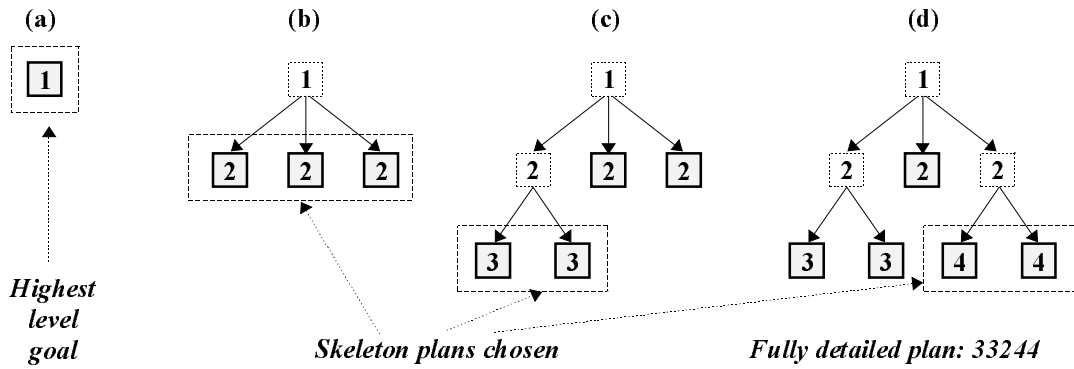 (a) (b) (c) (d)
1 1 1 1
2 2 2 2 2 2 2 2 2
3 3 3 3 4 4
Highest
level
goal
Skeleton plans chosen Fully detailed plan: 33244